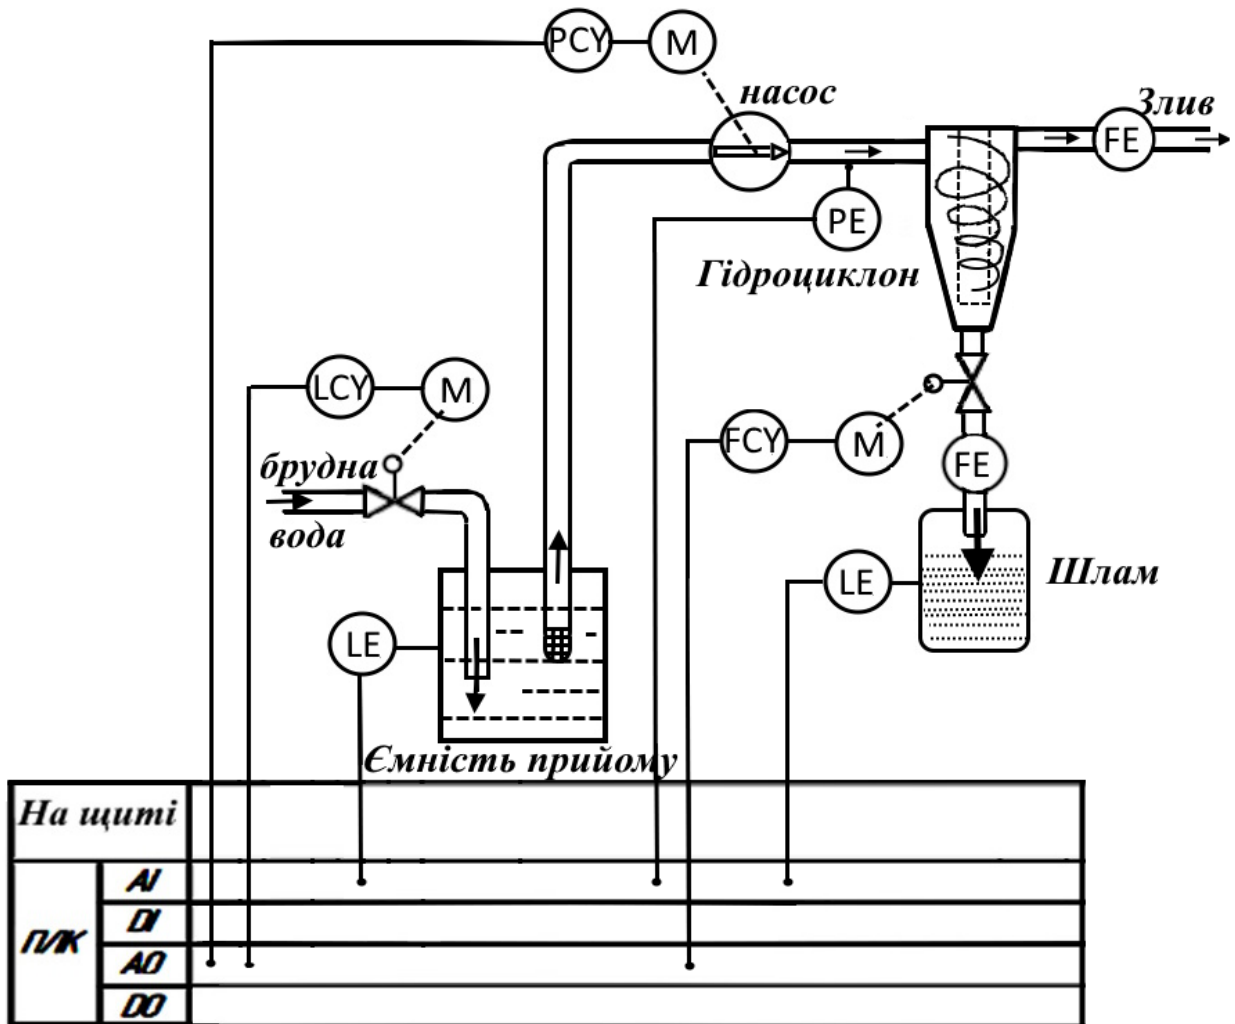 PCY
M
насос
Злив
FE
PE
Гідроциклон
LCY
M
FCY
M
FE
брудна
вода
LE
Шлам
LE
Ємність прийому
На щиті
ПЛК
AI
DI
AO
DO